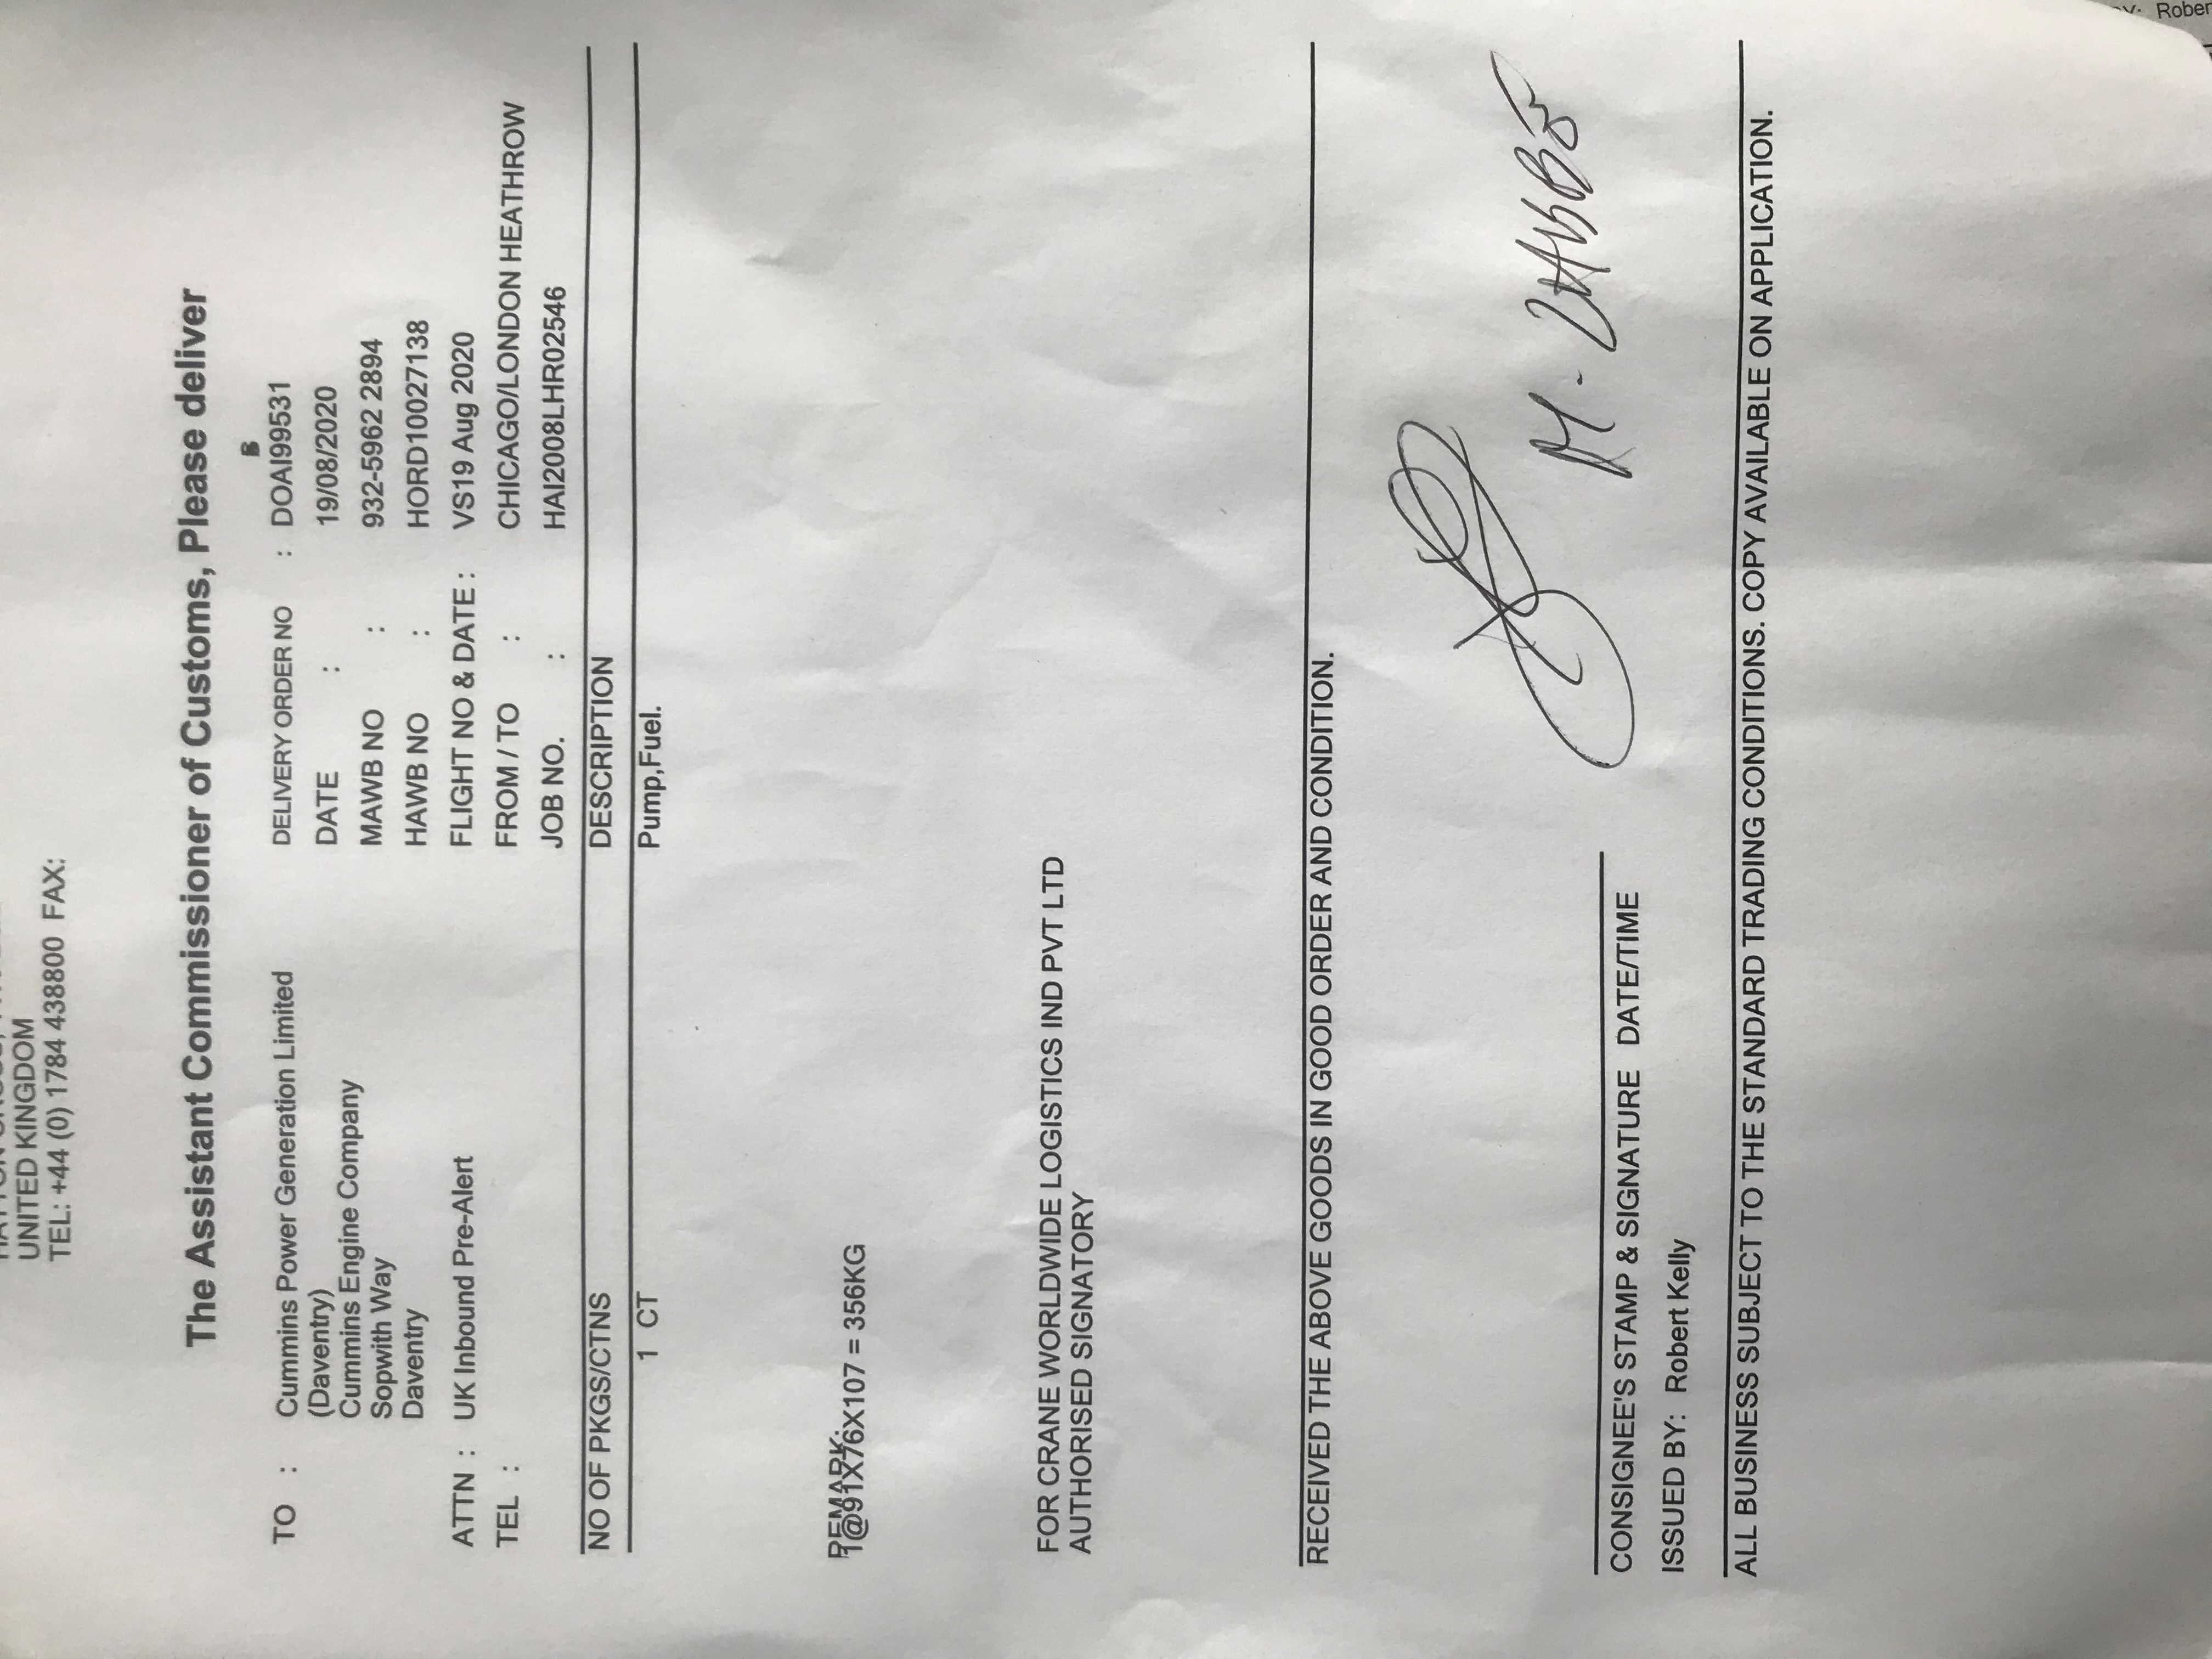 UNITED KINGDOM
TEL: +44 (0) 1784 438800 FAX:
The Assistant Commissioner of Customs, Please deliver
TO : Cummins Power Generation Limited
(Daventry)
Cummins Engine Company
Sopwith Way
Daventry
ATTN : UK Inbound Pre-Alert
TEL :
DELIVERY ORDER NO : DOAI99531
DATE : 19/08/2020
MAWB NO : 932-5962 2894
HAWB NO : HORD10027138
FLIGHT NO & DATE : VS19 Aug 2020
FROM / TO : CHICAGO/LONDON HEATHROW
JOB NO. : HAI2008LHR02546
NO OF PKGS/CTNS DESCRIPTION
1 CT Pump,Fuel.
REMARK:
1@91X76X107 = 356KG
FOR CRANE WORLDWIDE LOGISTICS IND PVT LTD
AUTHORISED SIGNATORY
RECEIVED THE ABOVE GOODS IN GOOD ORDER AND CONDITION.
CONSIGNEE'S STAMP & SIGNATURE DATE/TIME
ISSUED BY: Robert Kelly
ALL BUSINESS SUBJECT TO THE STANDARD TRADING CONDITIONS. COPY AVAILABLE ON APPLICATION.